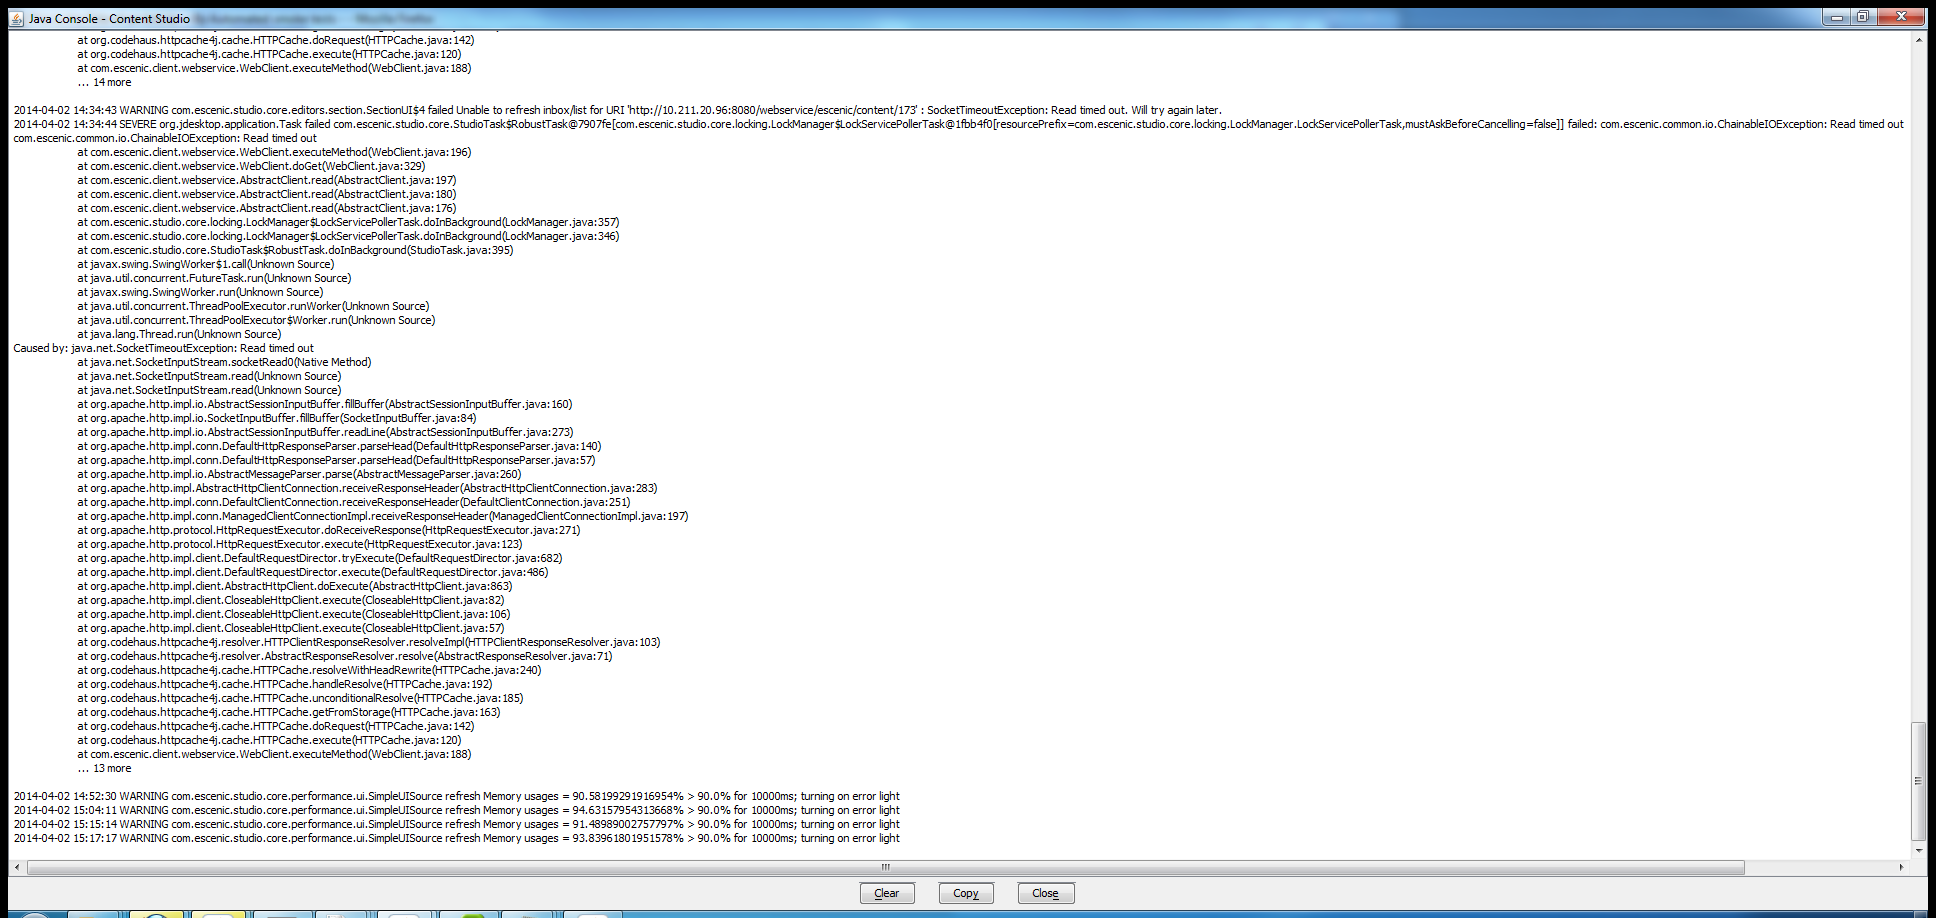 Java Console - Content Studio
at org.codehaus.httpcache4j.cache.HTTPCache.doRequest(HTTPCache.java:142)
at org.codehaus.httpcache4j.cache.HTTPCache.execute(HTTPCache.java:120)
at com.escenic.client.webservice.WebClient.executeMethod(WebClient.java:188)
... 14 more
2014-04-02 14:34:43 WARNING com.escenic.studio.core.editors.section.SectionUI$4 failed Unable to refresh inbox/list for URI 'http://10.211.20.96:8080/webservice/escenic/content/173' : SocketTimeoutException: Read timed out. Will try again later.
2014-04-02 14:34:44 SEVERE org.jdesktop.application.Task failed com.escenic.studio.core.StudioTask$RobustTask@7907fe[com.escenic.studio.core.locking.LockManager$LockServicePollerTask@1fbb4f0[resourcePrefix=com.escenic.studio.core.locking.LockManager.LockServicePollerTask,mustAskBeforeCancelling=false]] failed: com.escenic.common.io.ChainableIOException: Read timed out
com.escenic.common.io.ChainableIOException: Read timed out
at com.escenic.client.webservice.WebClient.executeMethod(WebClient.java:196)
at com.escenic.client.webservice.WebClient.doGet(WebClient.java:329)
at com.escenic.client.webservice.AbstractClient.read(AbstractClient.java:197)
at com.escenic.client.webservice.AbstractClient.read(AbstractClient.java:180)
at com.escenic.client.webservice.AbstractClient.read(AbstractClient.java:176)
at com.escenic.studio.core.locking.LockManager$LockServicePollerTask.doInBackground(LockManager.java:357)
at com.escenic.studio.core.locking.LockManager$LockServicePollerTask.doInBackground(LockManager.java:346)
at com.escenic.studio.core.StudioTask$RobustTask.doInBackground(StudioTask.java:395)
at javax.swing.SwingWorker$1.call(Unknown Source)
at java.util.concurrent.FutureTask.run(Unknown Source)
at javax.swing.SwingWorker.run(Unknown Source)
at java.util.concurrent.ThreadPoolExecutor.runWorker(Unknown Source)
at java.util.concurrent.ThreadPoolExecutor$Worker.run(Unknown Source)
at java.lang.Thread.run(Unknown Source)
Caused by: java.net.SocketTimeoutException: Read timed out
at java.net.SocketInputStream.socketRead0(Native Method)
at java.net.SocketInputStream.read(Unknown Source)
at java.net.SocketInputStream.read(Unknown Source)
at org.apache.http.impl.io.AbstractSessionInputBuffer.fillBuffer(AbstractSessionInputBuffer.java:160)
at org.apache.http.impl.io.SocketInputBuffer.fillBuffer(SocketInputBuffer.java:84)
at org.apache.http.impl.io.AbstractSessionInputBuffer.readLine(AbstractSessionInputBuffer.java:273)
at org.apache.http.impl.conn.DefaultHttpResponseParser.parseHead(DefaultHttpResponseParser.java:140)
at org.apache.http.impl.conn.DefaultHttpResponseParser.parseHead(DefaultHttpResponseParser.java:57)
at org.apache.http.impl.io.AbstractMessageParser.parse(AbstractMessageParser.java:260)
at org.apache.http.impl.AbstractHttpClientConnection.receiveResponseHeader(AbstractHttpClientConnection.java:283)
at org.apache.http.impl.conn.DefaultClientConnection.receiveResponseHeader(DefaultClientConnection.java:251)
at org.apache.http.impl.conn.ManagedClientConnectionImpl.receiveResponseHeader(ManagedClientConnectionImpl.java:197)
at org.apache.http.protocol.HttpRequestExecutor.doReceiveResponse(HttpRequestExecutor.java:271)
at org.apache.http.protocol.HttpRequestExecutor.execute(HttpRequestExecutor.java:123)
at org.apache.http.impl.client.DefaultRequestDirector.tryExecute(DefaultRequestDirector.java:682)
at org.apache.http.impl.client.DefaultRequestDirector.execute(DefaultRequestDirector.java:486)
at org.apache.http.impl.client.AbstractHttpClient.doExecute(AbstractHttpClient.java:863)
at org.apache.http.impl.client.CloseableHttpClient.execute(CloseableHttpClient.java:82)
at org.apache.http.impl.client.CloseableHttpClient.execute(CloseableHttpClient.java:106)
at org.apache.http.impl.client.CloseableHttpClient.execute(CloseableHttpClient.java:57)
at org.codehaus.httpcache4j.resolver.HTTPClientResponseResolver.resolveImpl(HTTPClientResponseResolver.java:103)
at org.codehaus.httpcache4j.resolver.AbstractResponseResolver.resolve(AbstractResponseResolver.java:71)
at org.codehaus.httpcache4j.cache.HTTPCache.resolveWithHeadRewrite(HTTPCache.java:240)
at org.codehaus.httpcache4j.cache.HTTPCache.handleResolve(HTTPCache.java:192)
at org.codehaus.httpcache4j.cache.HTTPCache.unconditionalResolve(HTTPCache.java:185)
at org.codehaus.httpcache4j.cache.HTTPCache.getFromStorage(HTTPCache.java:163)
at org.codehaus.httpcache4j.cache.HTTPCache.doRequest(HTTPCache.java:142)
at org.codehaus.httpcache4j.cache.HTTPCache.execute(HTTPCache.java:120)
at com.escenic.client.webservice.WebClient.executeMethod(WebClient.java:188)
... 13 more
2014-04-02 14:52:30 WARNING com.escenic.studio.core.performance.ui.SimpleUISource refresh Memory usages = 90.58199291916954% > 90.0% for 10000ms; turning on error light
2014-04-02 15:04:11 WARNING com.escenic.studio.core.performance.ui.SimpleUISource refresh Memory usages = 94.63157954313668% > 90.0% for 10000ms; turning on error light
2014-04-02 15:15:14 WARNING com.escenic.studio.core.performance.ui.SimpleUISource refresh Memory usages = 91.48989002757797% > 90.0% for 10000ms; turning on error light
2014-04-02 15:17:17 WARNING com.escenic.studio.core.performance.ui.SimpleUISource refresh Memory usages = 93.83961801951578% > 90.0% for 10000ms; turning on error light
Clear Copy Close